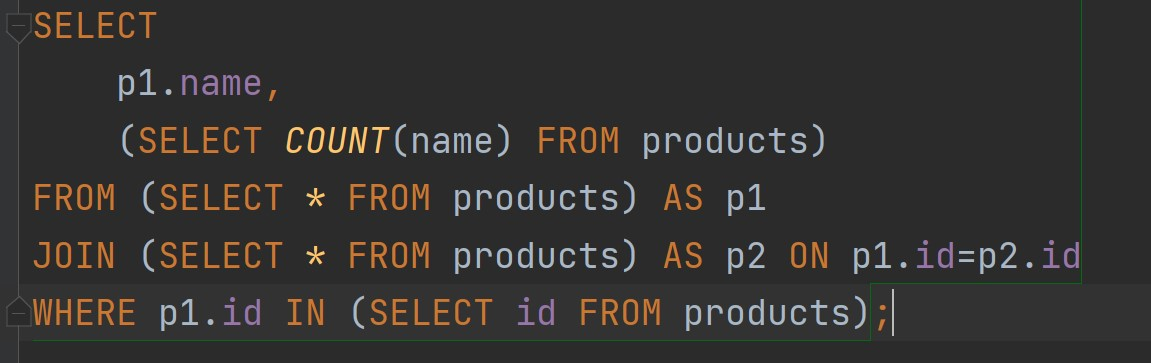 SELECT
p1.name,
(SELECT COUNT(name) FROM products)
FROM (SELECT * FROM products) AS p1
JOIN (SELECT * FROM products) AS p2 ON p1.id=p2.id
WHERE p1.id IN (SELECT id FROM products);